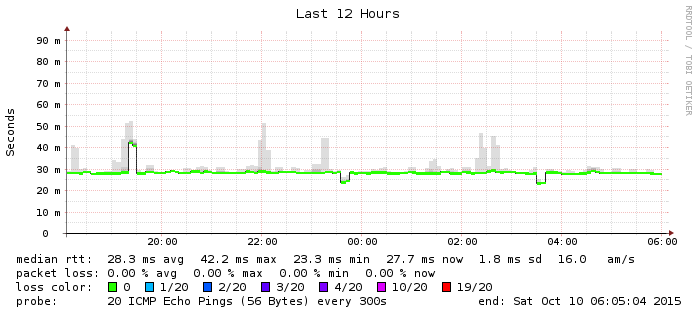 Last 12 Hours
RRDTOOL / TOBI OETIKER
Seconds
90 m
80 m
70 m
60 m
50 m
40 m
30 m
20 m
10 m
0
20:00 22:00 00:00 02:00 04:00 06:00
median rtt: 28.3 ms avg 42.2 ms max 23.3 ms min 27.7 ms now 1.8 ms sd 16.0 am/s
packet loss: 0.00 % avg 0.00 % max 0.00 % min 0.00 % now
loss color: 0 1/20 2/20 3/20 4/20 10/20 19/20
probe: 20 ICMP Echo Pings (56 Bytes) every 300s end: Sat Oct 10 06:05:04 2015